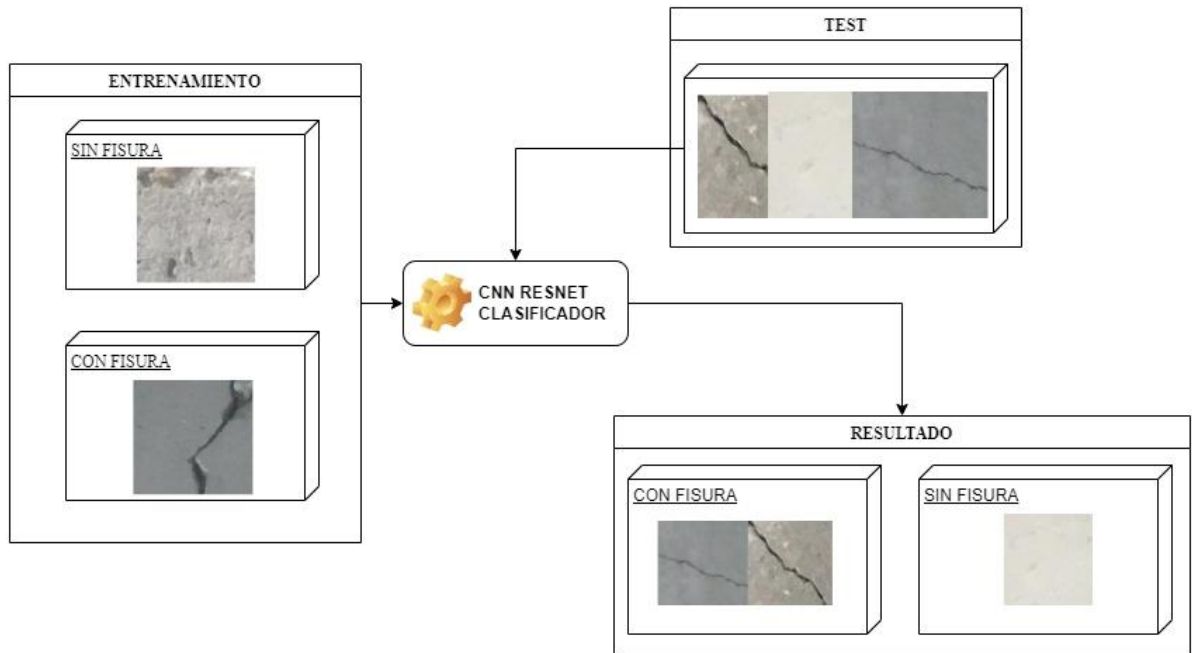 TEST
ENTRENAMIENTO
SIN FISURA
CNN RESNET
CLASIFICADOR
CON FISURA
RESULTADO
CON FISURA
SIN FISURA